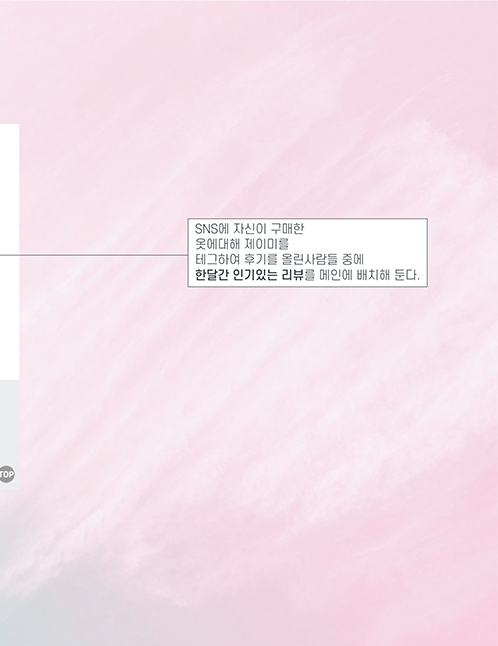 SNS에 자신이 구매한
옷에대해 제이미를
테그하여 후기를 올린사람들 중에
한달간 인기있는 리뷰를 메인에 배치해 둔다.
TOP